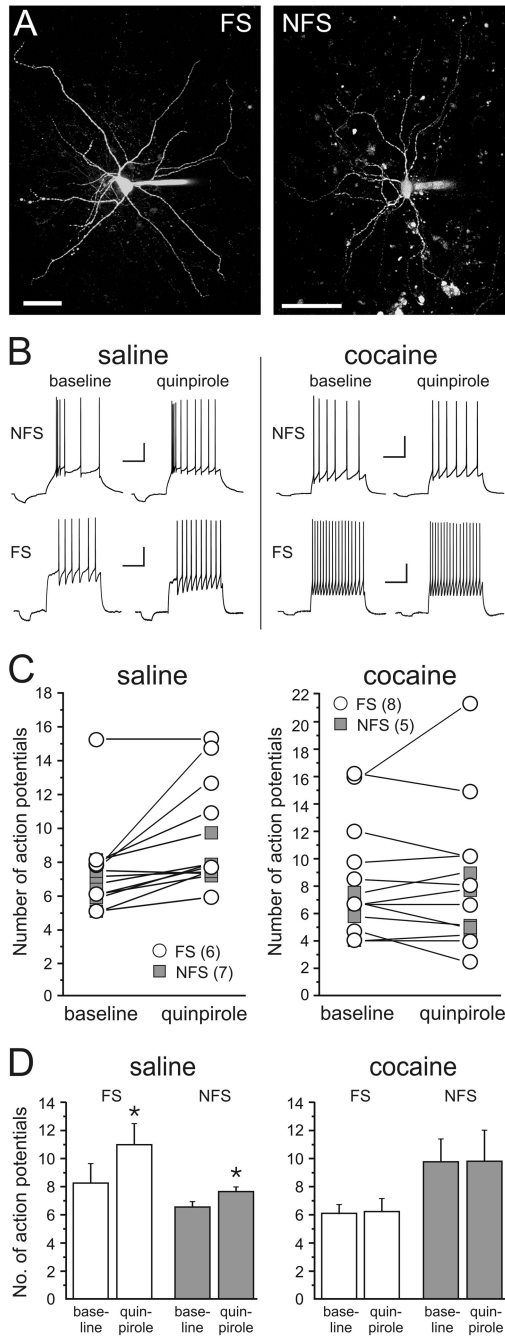 A
FS
NFS
B
saline
cocaine
baseline
quinpirole
baseline
quinpirole
NFS
NFS
FS
FS
C
saline
cocaine
Number of action potentials
18
16
14
12
10
8
6
4
2
0
FS (6)
NFS (7)
baseline
quinpirole
Number of action potentials
22
20
18
16
14
12
10
8
6
4
2
0
FS (8)
NFS (5)
baseline
quinpirole
D
saline
cocaine
No. of action potentials
14
12
10
8
6
4
2
0
FS
NFS
*
*
base-
line
quin-
pirole
base-
line
quin-
pirole
14
12
10
8
6
4
2
0
FS
NFS
base-
line
quin-
pirole
base-
line
quin-
pirole